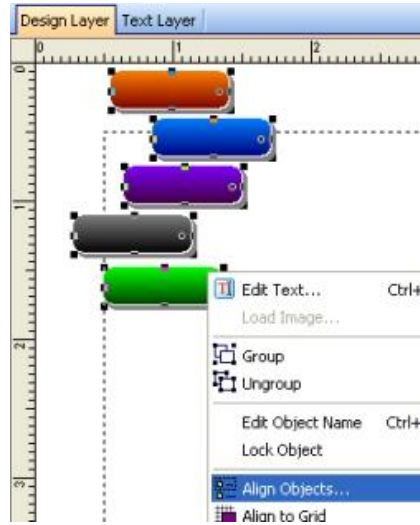 Design Layer Text Layer
0 1 2
0
1
2
3
Edit Text... Ctrl+
Load Image...
Group
Ungroup
Edit Object Name Ctrl+
Lock Object
Align Objects...
Align to Grid